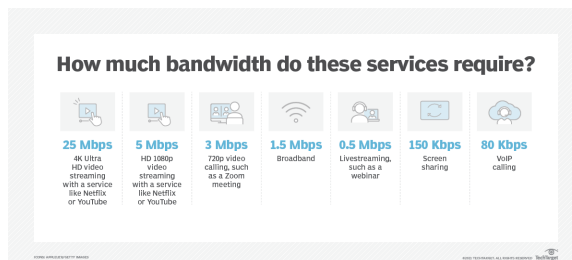 How much bandwidth do these services require?
25 Mbps
4K Ultra
HD video
streaming
with a service
like Netflix
or YouTube
5 Mbps
HD 1080p
video
streaming
with a service
like Netflix
or YouTube
3 Mbps
720p video
calling, such
as a Zoom
meeting
1.5 Mbps
Broadband
0.5 Mbps
Livestreaming,
such as a
webinar
150 Kbps
Screen
sharing
80 Kbps
VoIP
calling
TechTarget